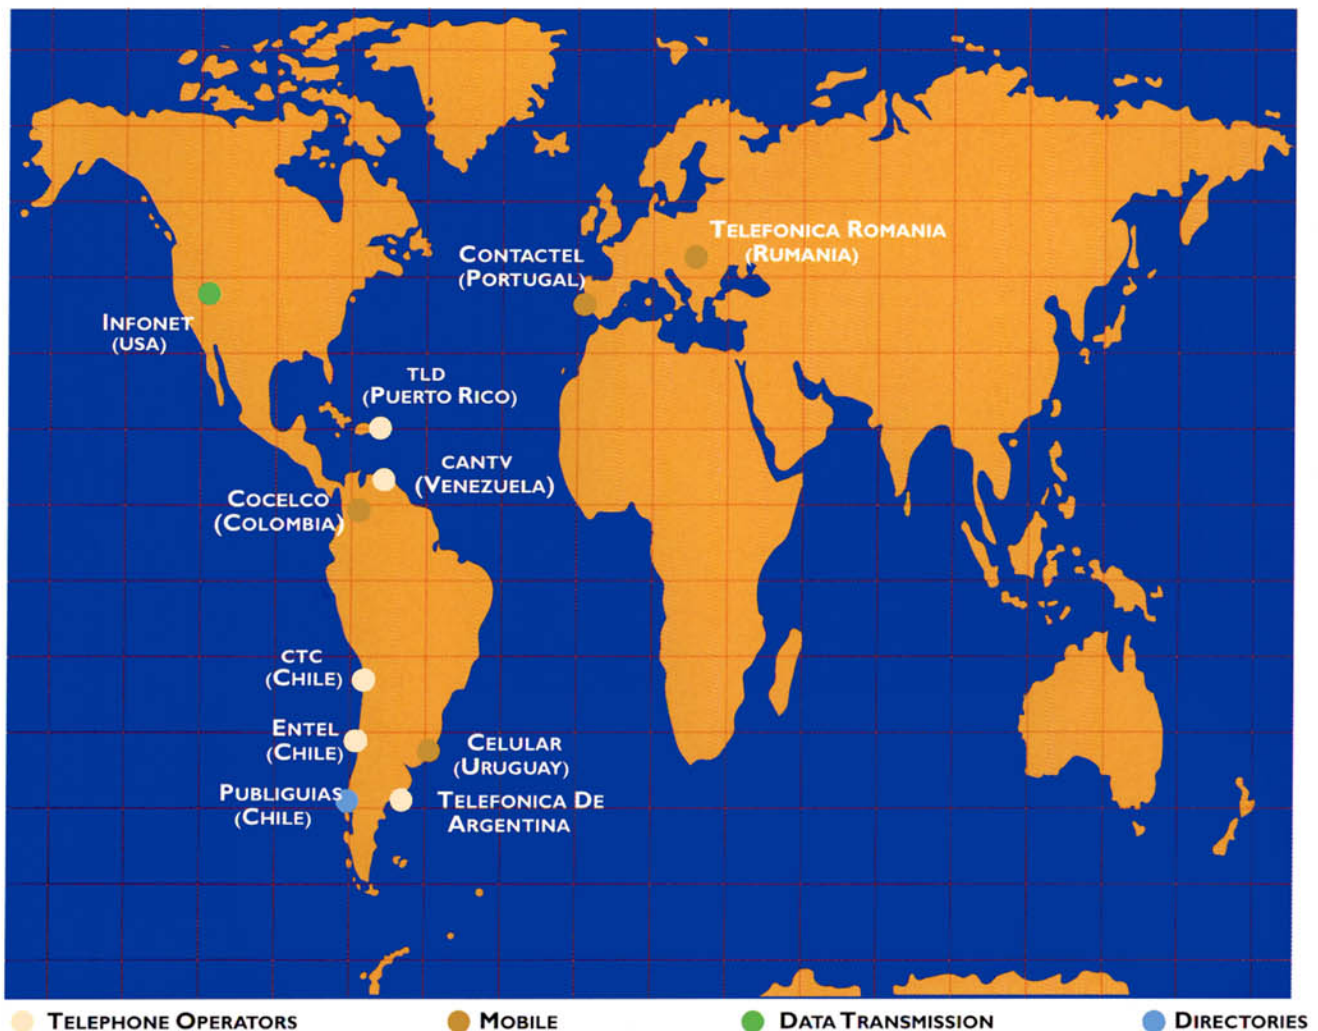 TELEFONICA ROMANIA
(RUMANIA)
CONTACTEL
(PORTUGAL)
INFONET
(USA)
TLD
(PUERTO RICO)
CANTV
(VENEZUELA)
COCELCO
(COLOMBIA)
CTC
(CHILE)
ENTEL
(CHILE)
CELULAR
(URUGUAY)
PUBLIGUIAS
(CHILE)
TELEFONICA DE
ARGENTINA
TELEPHONE OPERATORS
MOBILE
DATA TRANSMISSION
DIRECTORIES